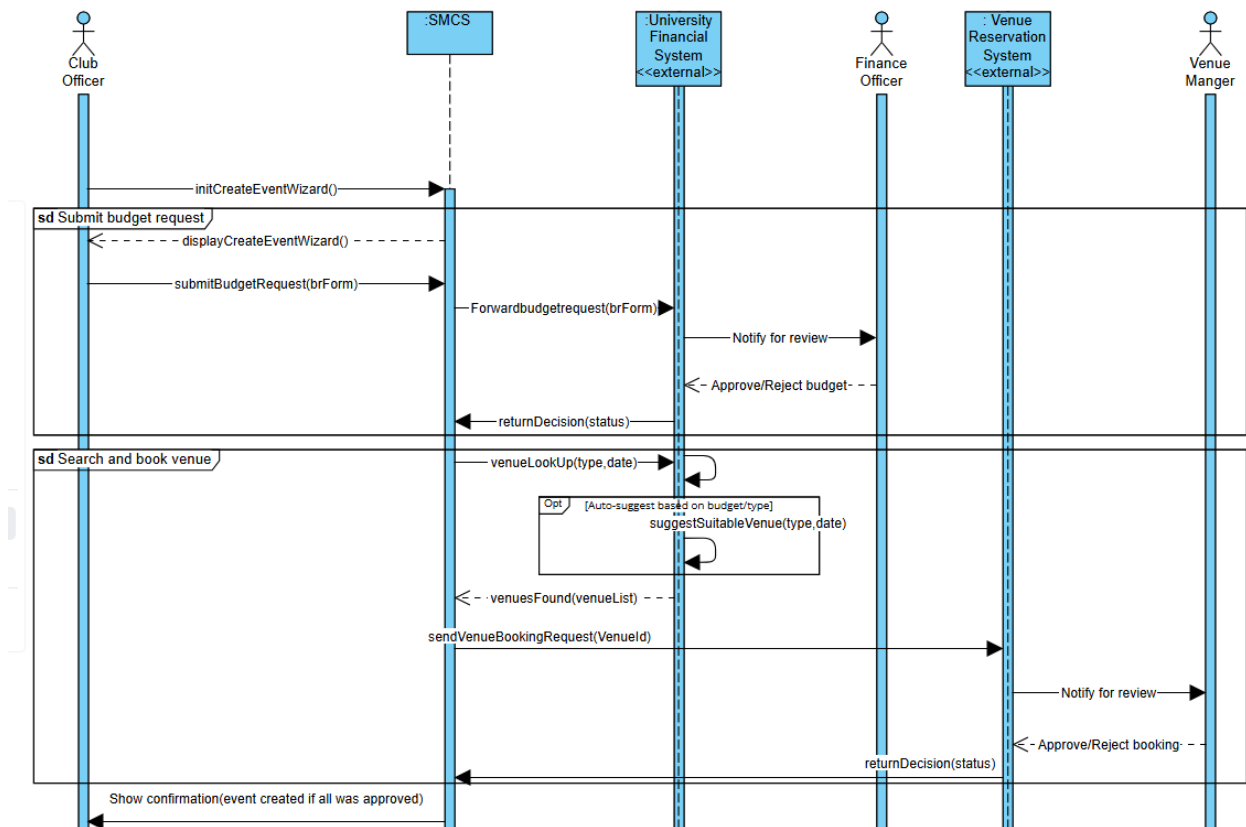 :SMCS
:University
Financial
System
<<external>>
: Venue
Reservation
System
<<external>>
Club
Officer
Finance
Officer
Venue
Manger
initCreateEventWizard()
sd Submit budget request
displayCreateEventWizard()
submitBudgetRequest(brForm)
Forwardbudgetrequest(brForm)
Notify for review
Approve/Reject budget
returnDecision(status)
sd Search and book venue
venueLookUp(type,date)
Opt
[Auto-suggest based on budget/type]
suggestSuitableVenue(type,date)
venuesFound(venueList)
sendVenueBookingRequest(VenueId)
Notify for review
Approve/Reject booking
returnDecision(status)
Show confirmation(event created if all was approved)